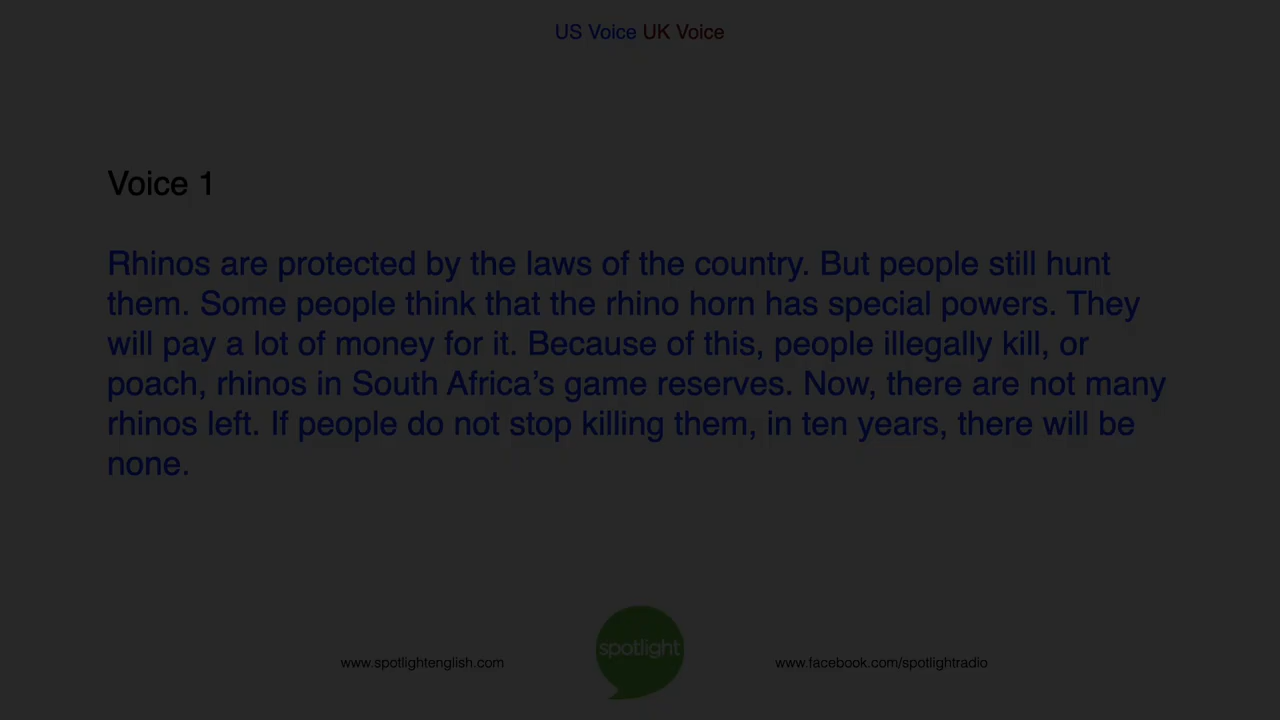 US Voice UK Voice
Voice 1
Rhinos are protected by the laws of the country. But people still hunt
them. Some people think that the rhino horn has special powers. They
will pay a lot of money for it. Because of this, people illegally kill, or
poach, rhinos in South Africa’s game reserves. Now, there are not many
rhinos left. If people do not stop killing them, in ten years, there will be
none.
spotlight
www.spotlightenglish.com
www.facebook.com/spotlightradio